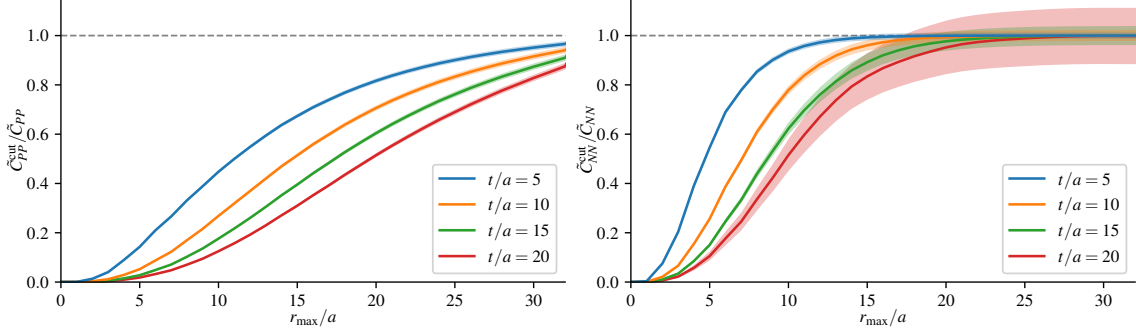 1.0
0.8
0.6
0.4
0.2
0.0
C̃^cut_PP/C̃_PP
0 5 10 15 20 25 30
r_max/a
t/a = 5
t/a = 10
t/a = 15
t/a = 20
1.0
0.8
0.6
0.4
0.2
0.0
C̃^cut_NN/C̃_NN
0 5 10 15 20 25 30
r_max/a
t/a = 5
t/a = 10
t/a = 15
t/a = 20